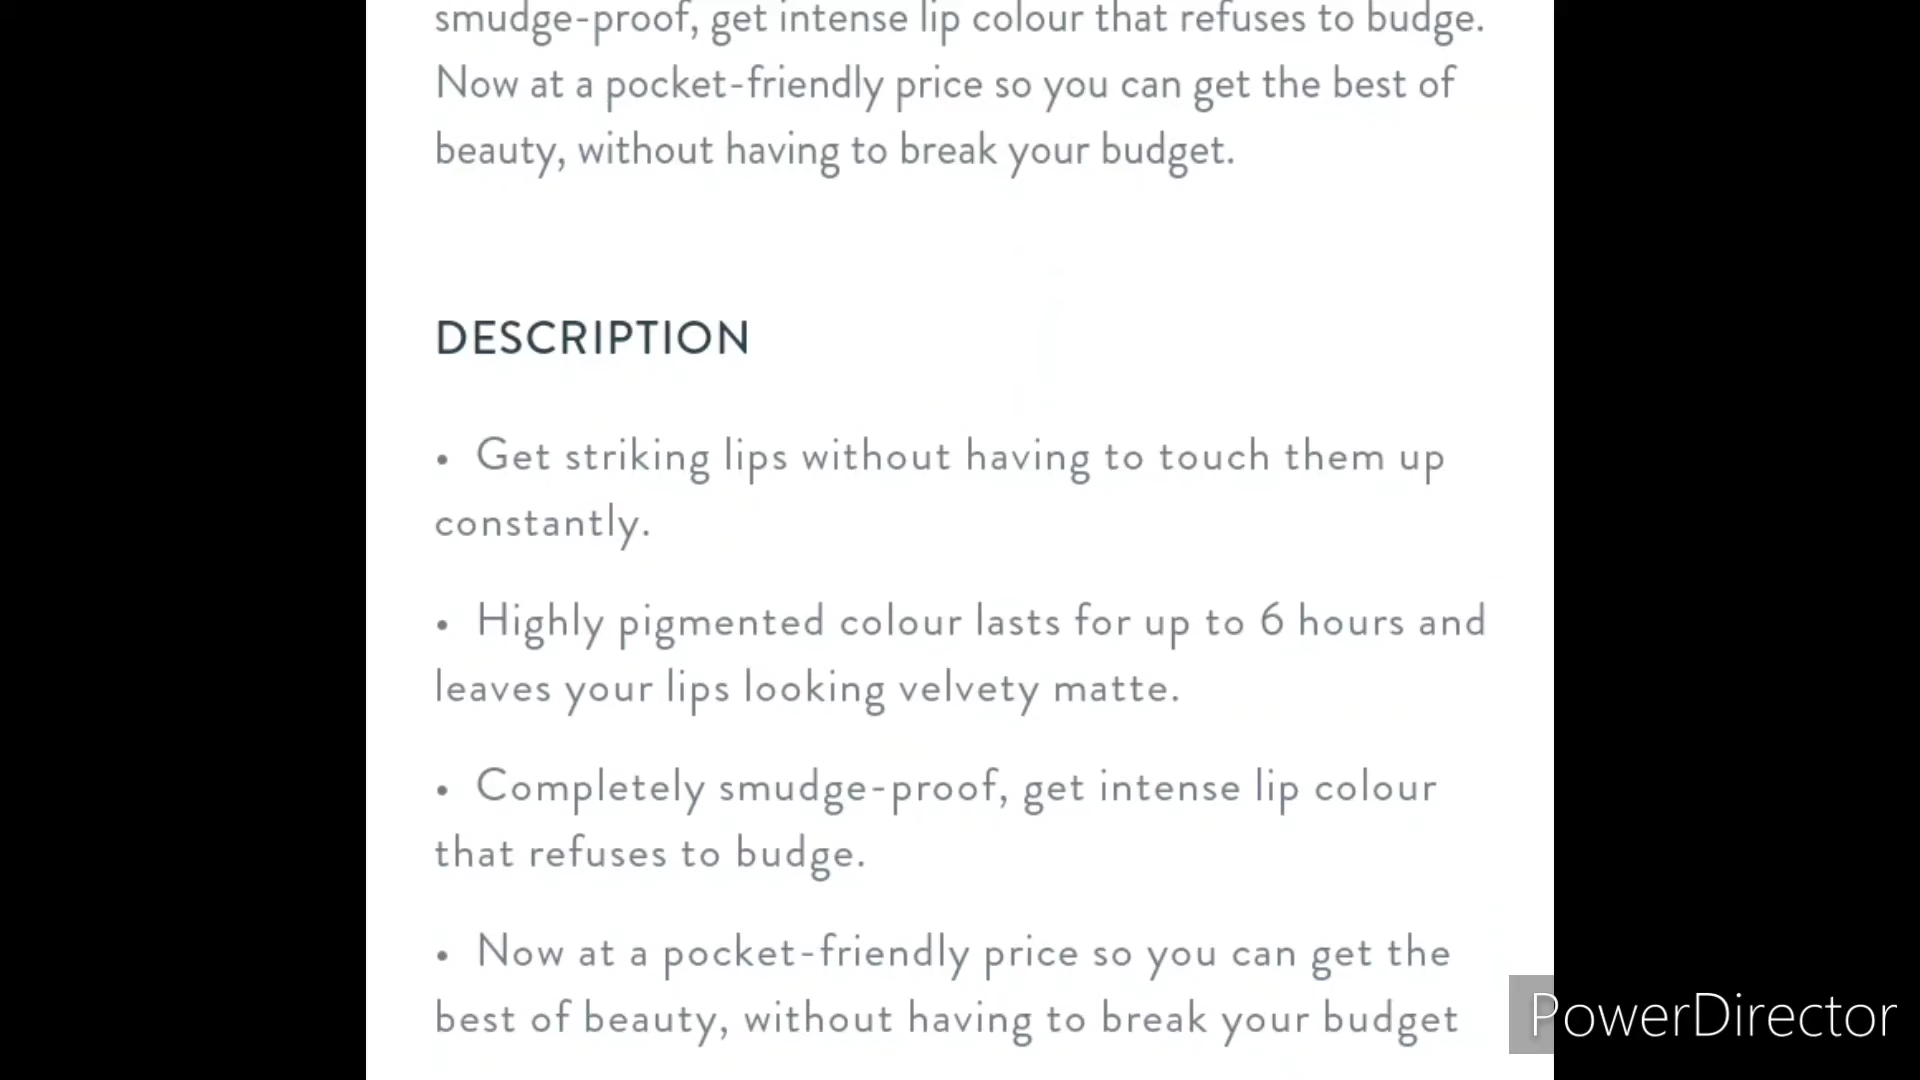 smudge-proof, get intense lip colour that refuses to budge.
Now at a pocket-friendly price so you can get the best of
beauty, without having to break your budget.
DESCRIPTION
• Get striking lips without having to touch them up
constantly.
• Highly pigmented colour lasts for up to 6 hours and
leaves your lips looking velvety matte.
• Completely smudge-proof, get intense lip colour
that refuses to budge.
• Now at a pocket-friendly price so you can get the
best of beauty, without having to break your budget
PowerDirector